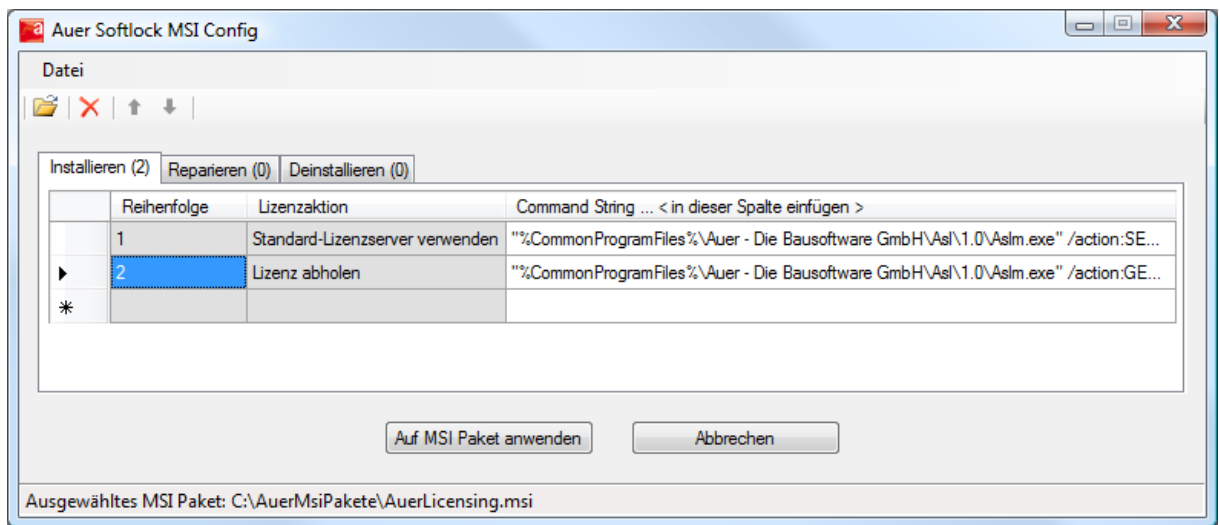 Auer Softlock MSI Config
Datei
Installieren (2) Reparieren (0) Deinstallieren (0)
Reihenfolge Lizenzaktion Command String ... < in dieser Spalte einfügen >
1 Standard-Lizenzserver verwenden "%CommonProgramFiles%\Auer - Die Bausoftware GmbH\Asl\1.0\Aslm.exe" /action:SE...
2 Lizenz abholen "%CommonProgramFiles%\Auer - Die Bausoftware GmbH\Asl\1.0\Aslm.exe" /action:GE...
Auf MSI Paket anwenden Abbrechen
Ausgewähltes MSI Paket: C:\AuerMsiPakete\AuerLicensing.msi